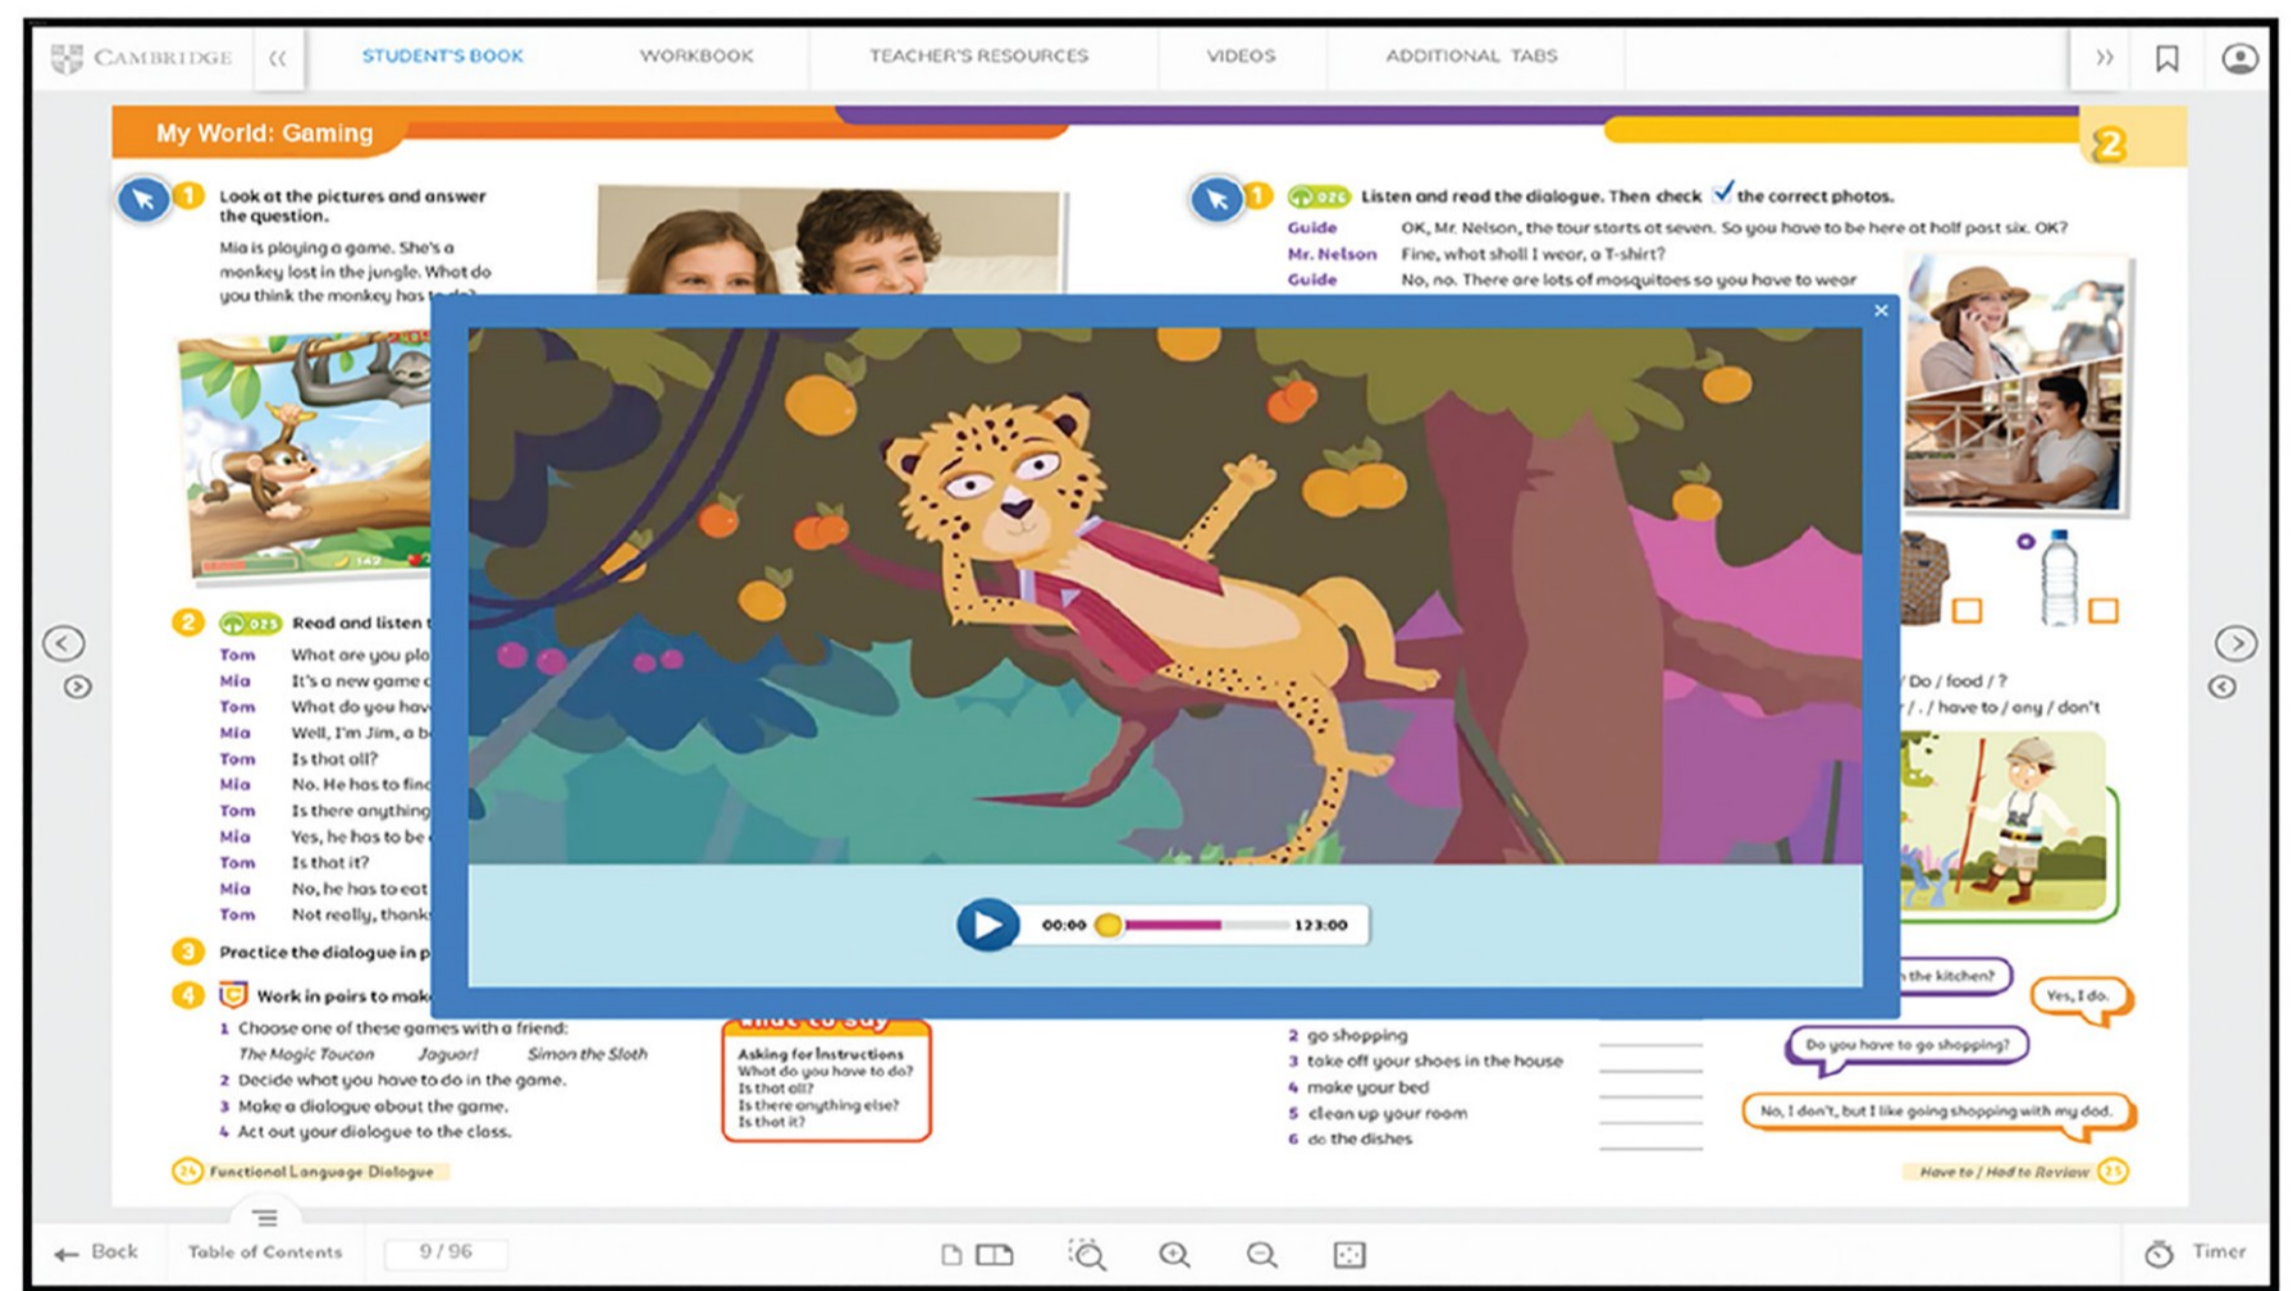 CAMBRIDGE
STUDENT'S BOOK
WORKBOOK
TEACHER'S RESOURCES
VIDEOS
ADDITIONAL TABS
My World: Gaming
2
1 Look at the pictures and answer
the question.
Mia is playing a game. She's a
monkey lost in the jungle. What do
you think the monkey has to do?
142
2 025 Read and listen
Tom What are you
Mia It's a new game
Tom What do you
Mia Well, I'm Jim, a
Tom Is that all?
Mia No. He has to
Tom Is there anything
Mia Yes, he has to be
Tom Is that it?
Mia No, he has to eat
Tom Not really,
3 Practice the dialogue in
4 Work in pairs to
1 Choose one of these games with a friend:
The Magic Toucan Jaguar! Simon the Sloth
2 Decide what you have to do in the game.
3 Make a dialogue about the game.
4 Act out your dialogue to the class.
What to say
Asking for Instructions
What do you have to do?
Is that all?
Is there anything else?
Is that it?
24 Functional Language Dialogue
1 026 Listen and read the dialogue. Then check the correct photos.
Guide OK, Mr. Nelson, the tour starts at seven. So you have to be here at half past six. OK?
Mr. Nelson Fine, what shall I wear, a T-shirt?
Guide No, no. There are lots of mosquitoes so you have to wear
/ Do / food / ?
/ . / have to / any / don't
00:00
123:00
the kitchen?
Yes, I do.
2 go shopping
3 take off your shoes in the house
4 make your bed
5 clean up your room
6 do the dishes
Do you have to go shopping?
No, I don't, but I like going shopping with my dad.
Have to / Had to Review 25
Back
Table of Contents
9 / 96
Timer